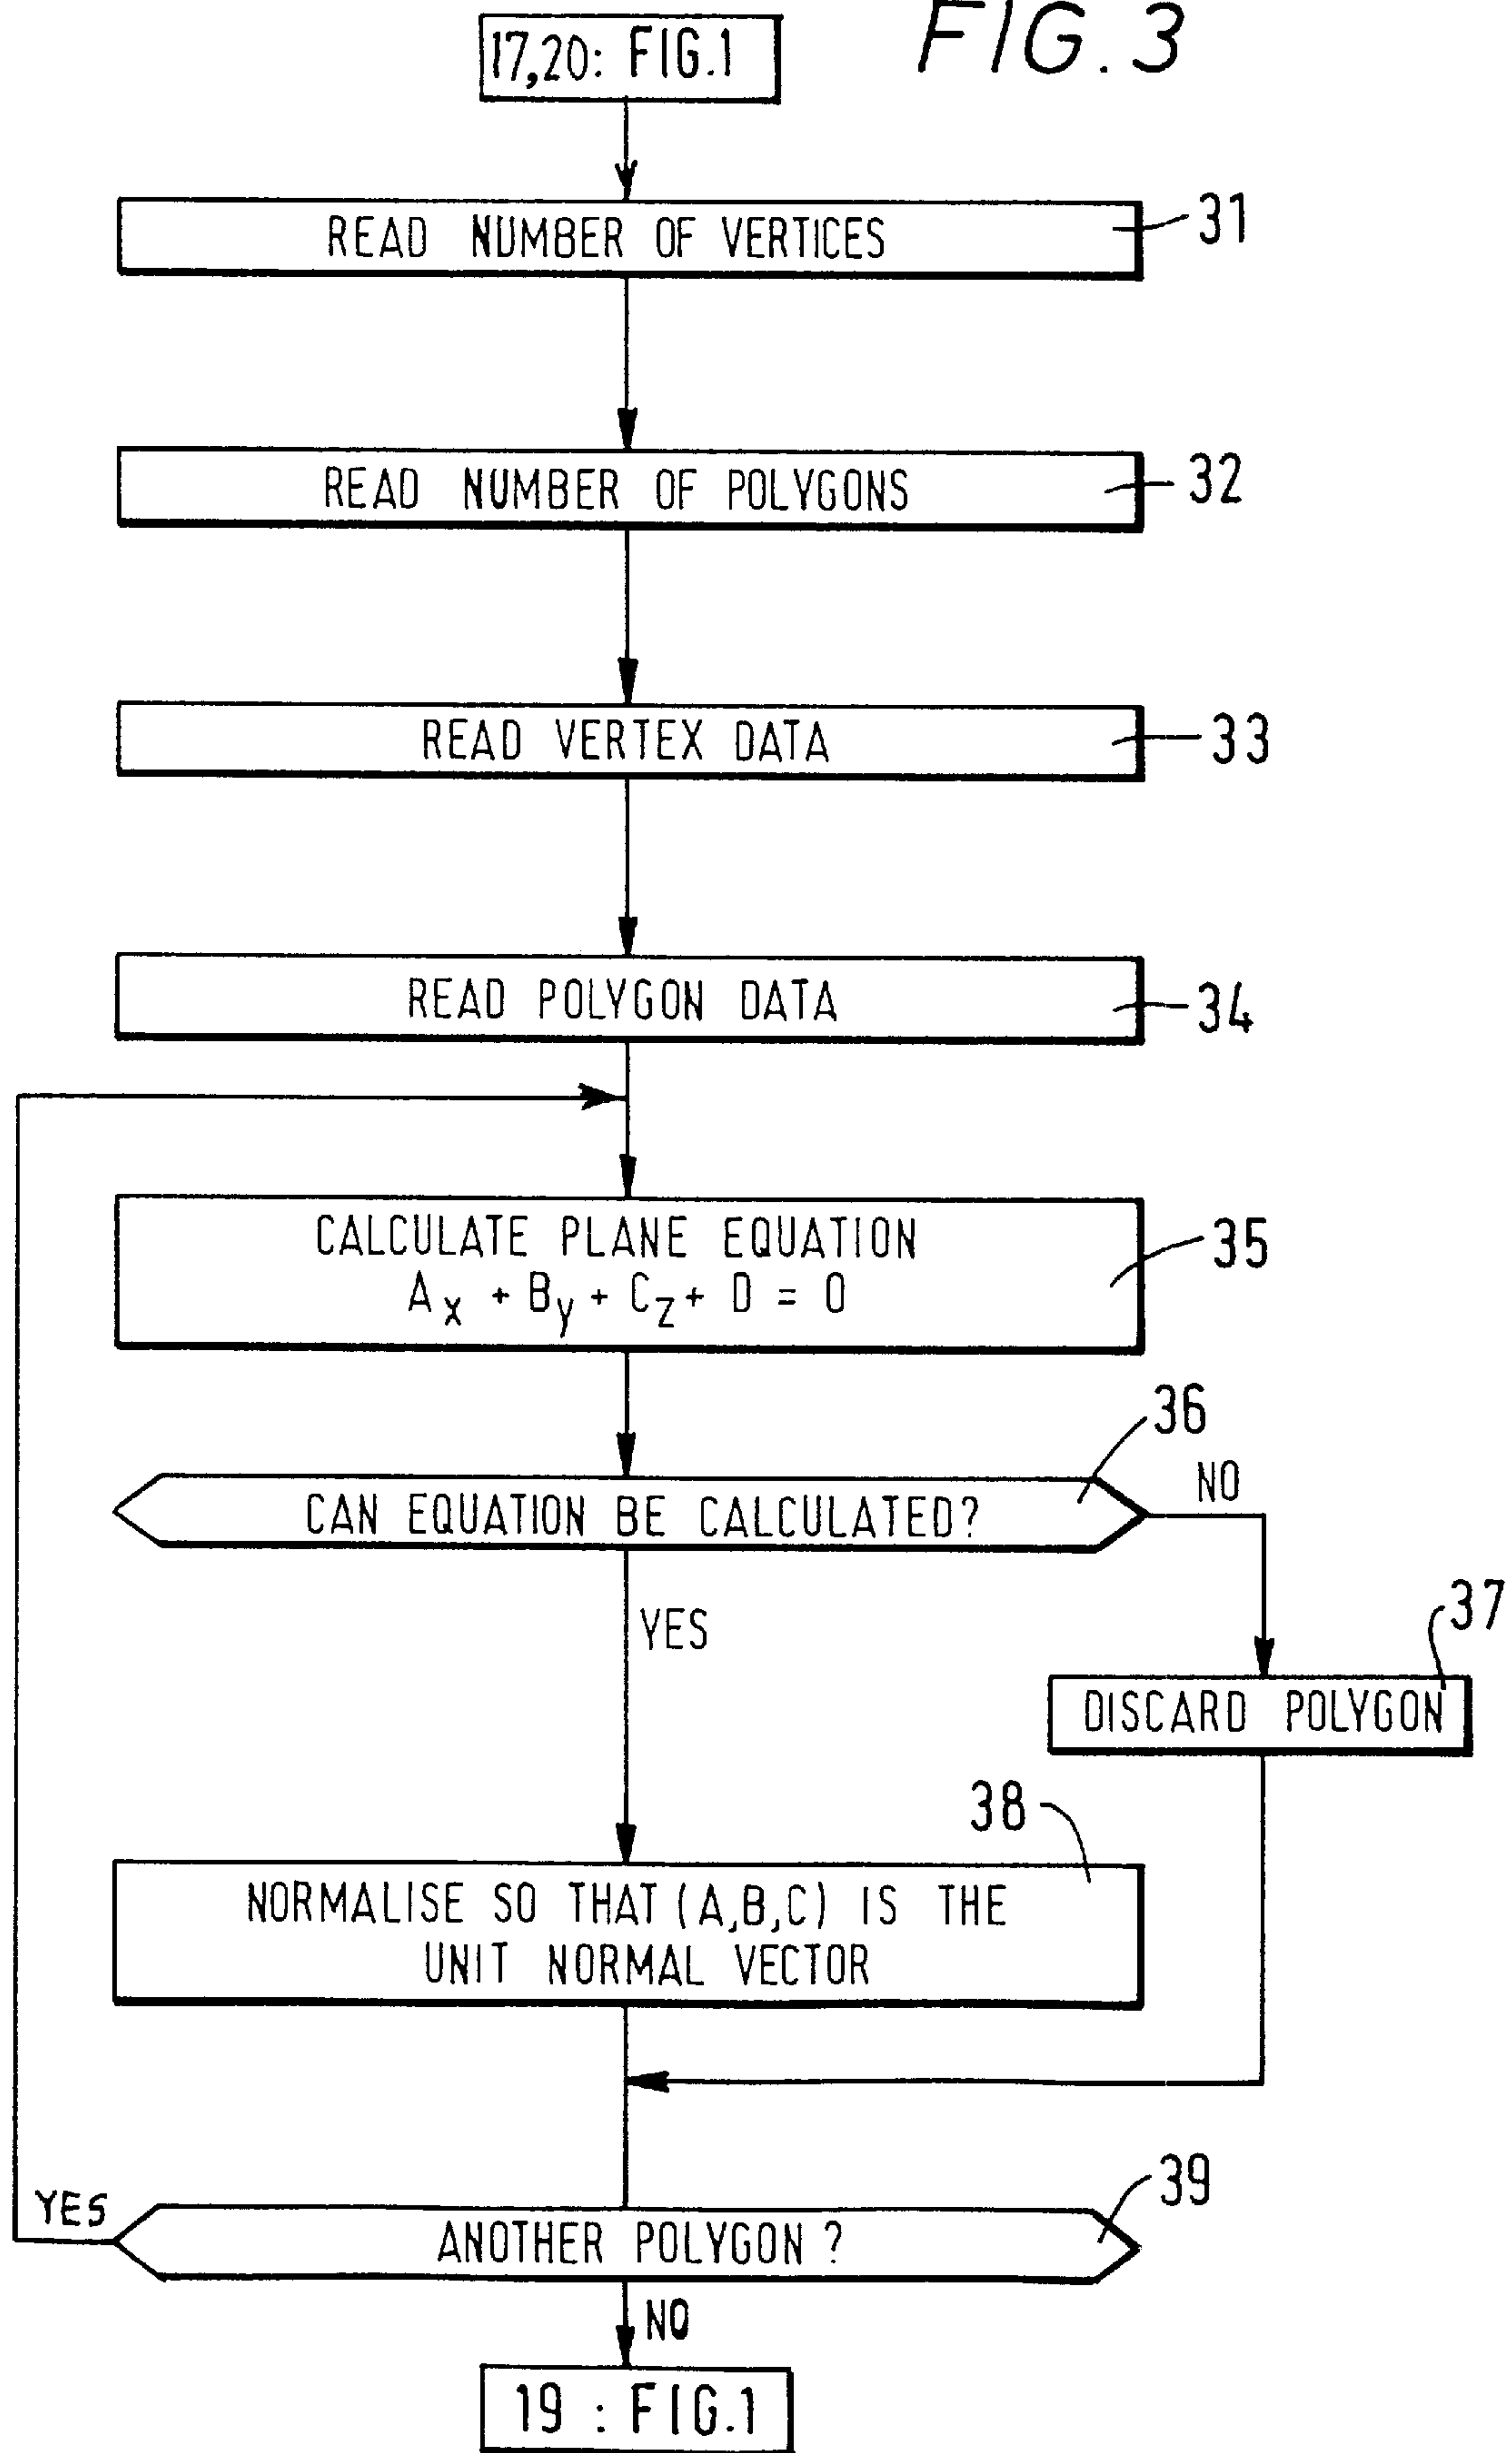 FIG. 3
17,20: FIG.1
READ NUMBER OF VERTICES
31
READ NUMBER OF POLYGONS
32
READ VERTEX DATA
33
READ POLYGON DATA
34
CALCULATE PLANE EQUATION
Ax + By + Cz + D = 0
35
36
CAN EQUATION BE CALCULATED?
NO
YES
37
DISCARD POLYGON
38
NORMALISE SO THAT (A,B,C) IS THE
UNIT NORMAL VECTOR
39
YES
ANOTHER POLYGON ?
NO
19 : FIG.1